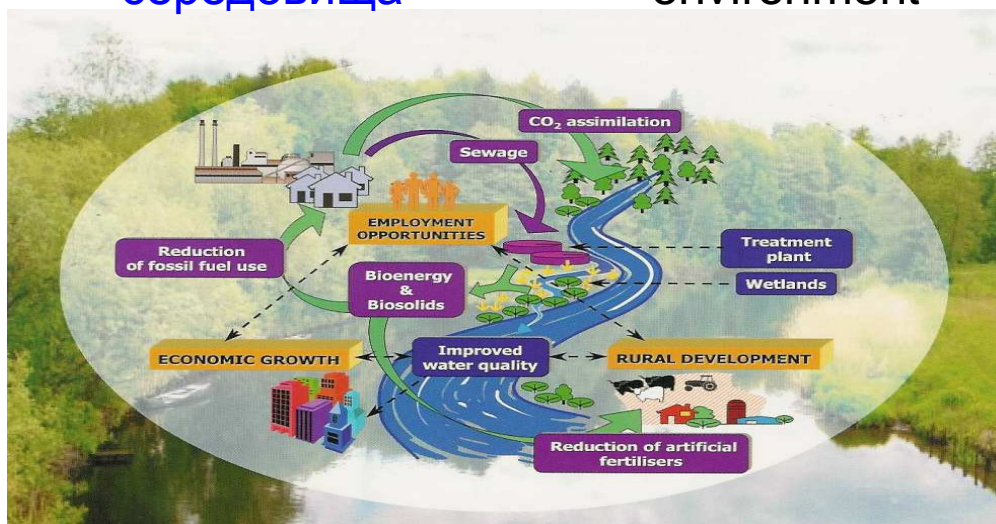 середовища
environment
CO₂ assimilation
Sewage
EMPLOYMENT
OPPORTUNITIES
Reduction
of fossil fuel use
Treatment
plant
Bioenergy
&
Biosolids
Wetlands
ECONOMIC GROWTH
Improved
water quality
RURAL DEVELOPMENT
Reduction of artificial
fertilisers